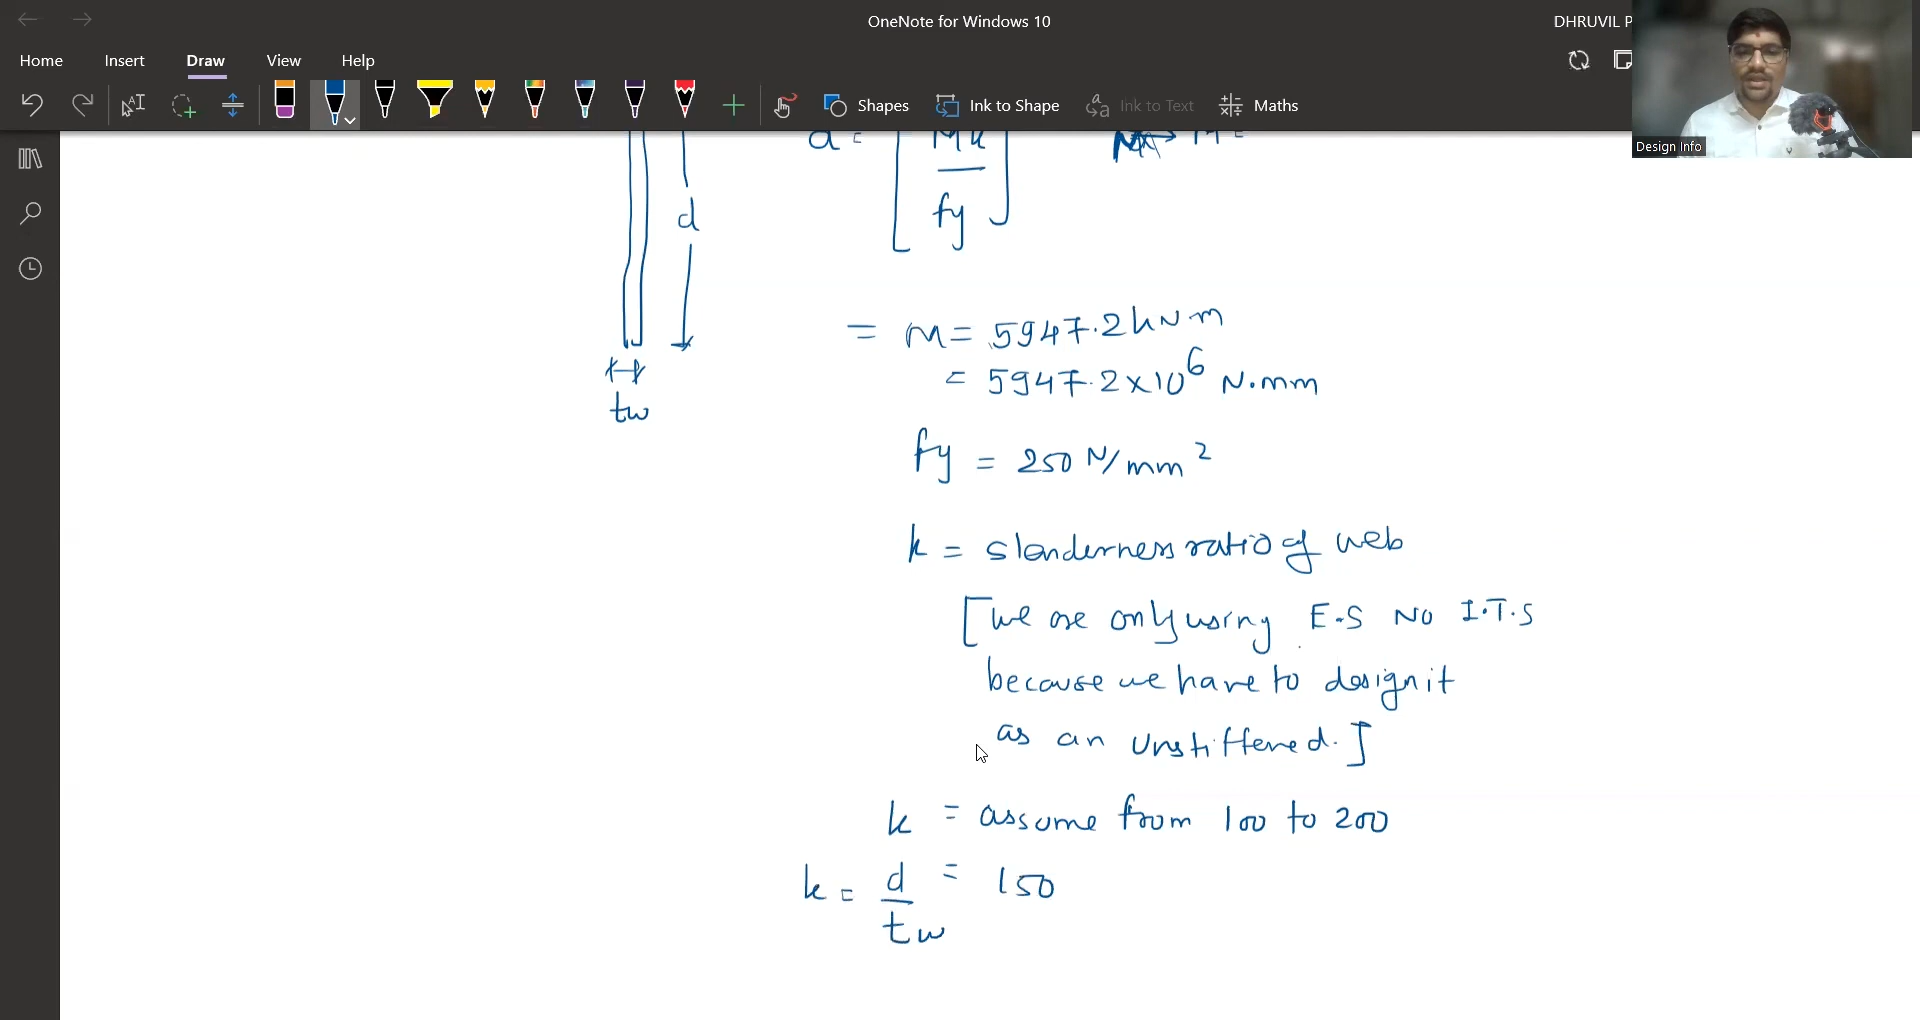 OneNote for Windows 10
DHRUVIL P
Home Insert Draw View Help
Shapes Ink to Shape Ink to Text Maths
Design Info
d = [Mk
fy]
d
tw
= M = 5947.2 kN.m
= 5947.2 x 10^6 N.mm
fy = 250 N/mm²
k = slenderness ratio of web
[we are only using E.S No I.T.S
because we have to design it
as an unstiffened.]
k = assume from 100 to 200
k = d = 150
tw